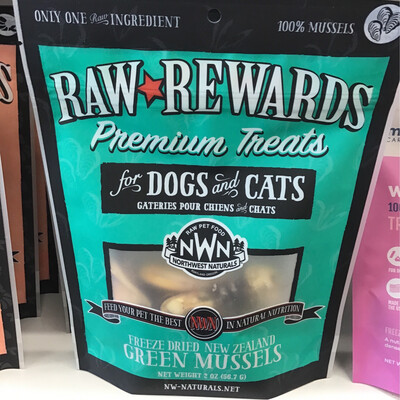 ONLY ONE Raw INGREDIENT
100% MUSSELS
RAW★REWARDS
Premium Treats
for DOGS and CATS
GATERIES POUR CHIENS and CHATS
RAW PET FOOD
NWN
NORTHWEST NATURALS
FEED YOUR PET THE BEST NWN IN NATURAL NUTRITION
FREEZE DRIED NEW ZEALAND
GREEN MUSSELS
NET WEIGHT 2 OZ (56.7 g)
NW-NATURALS.NET